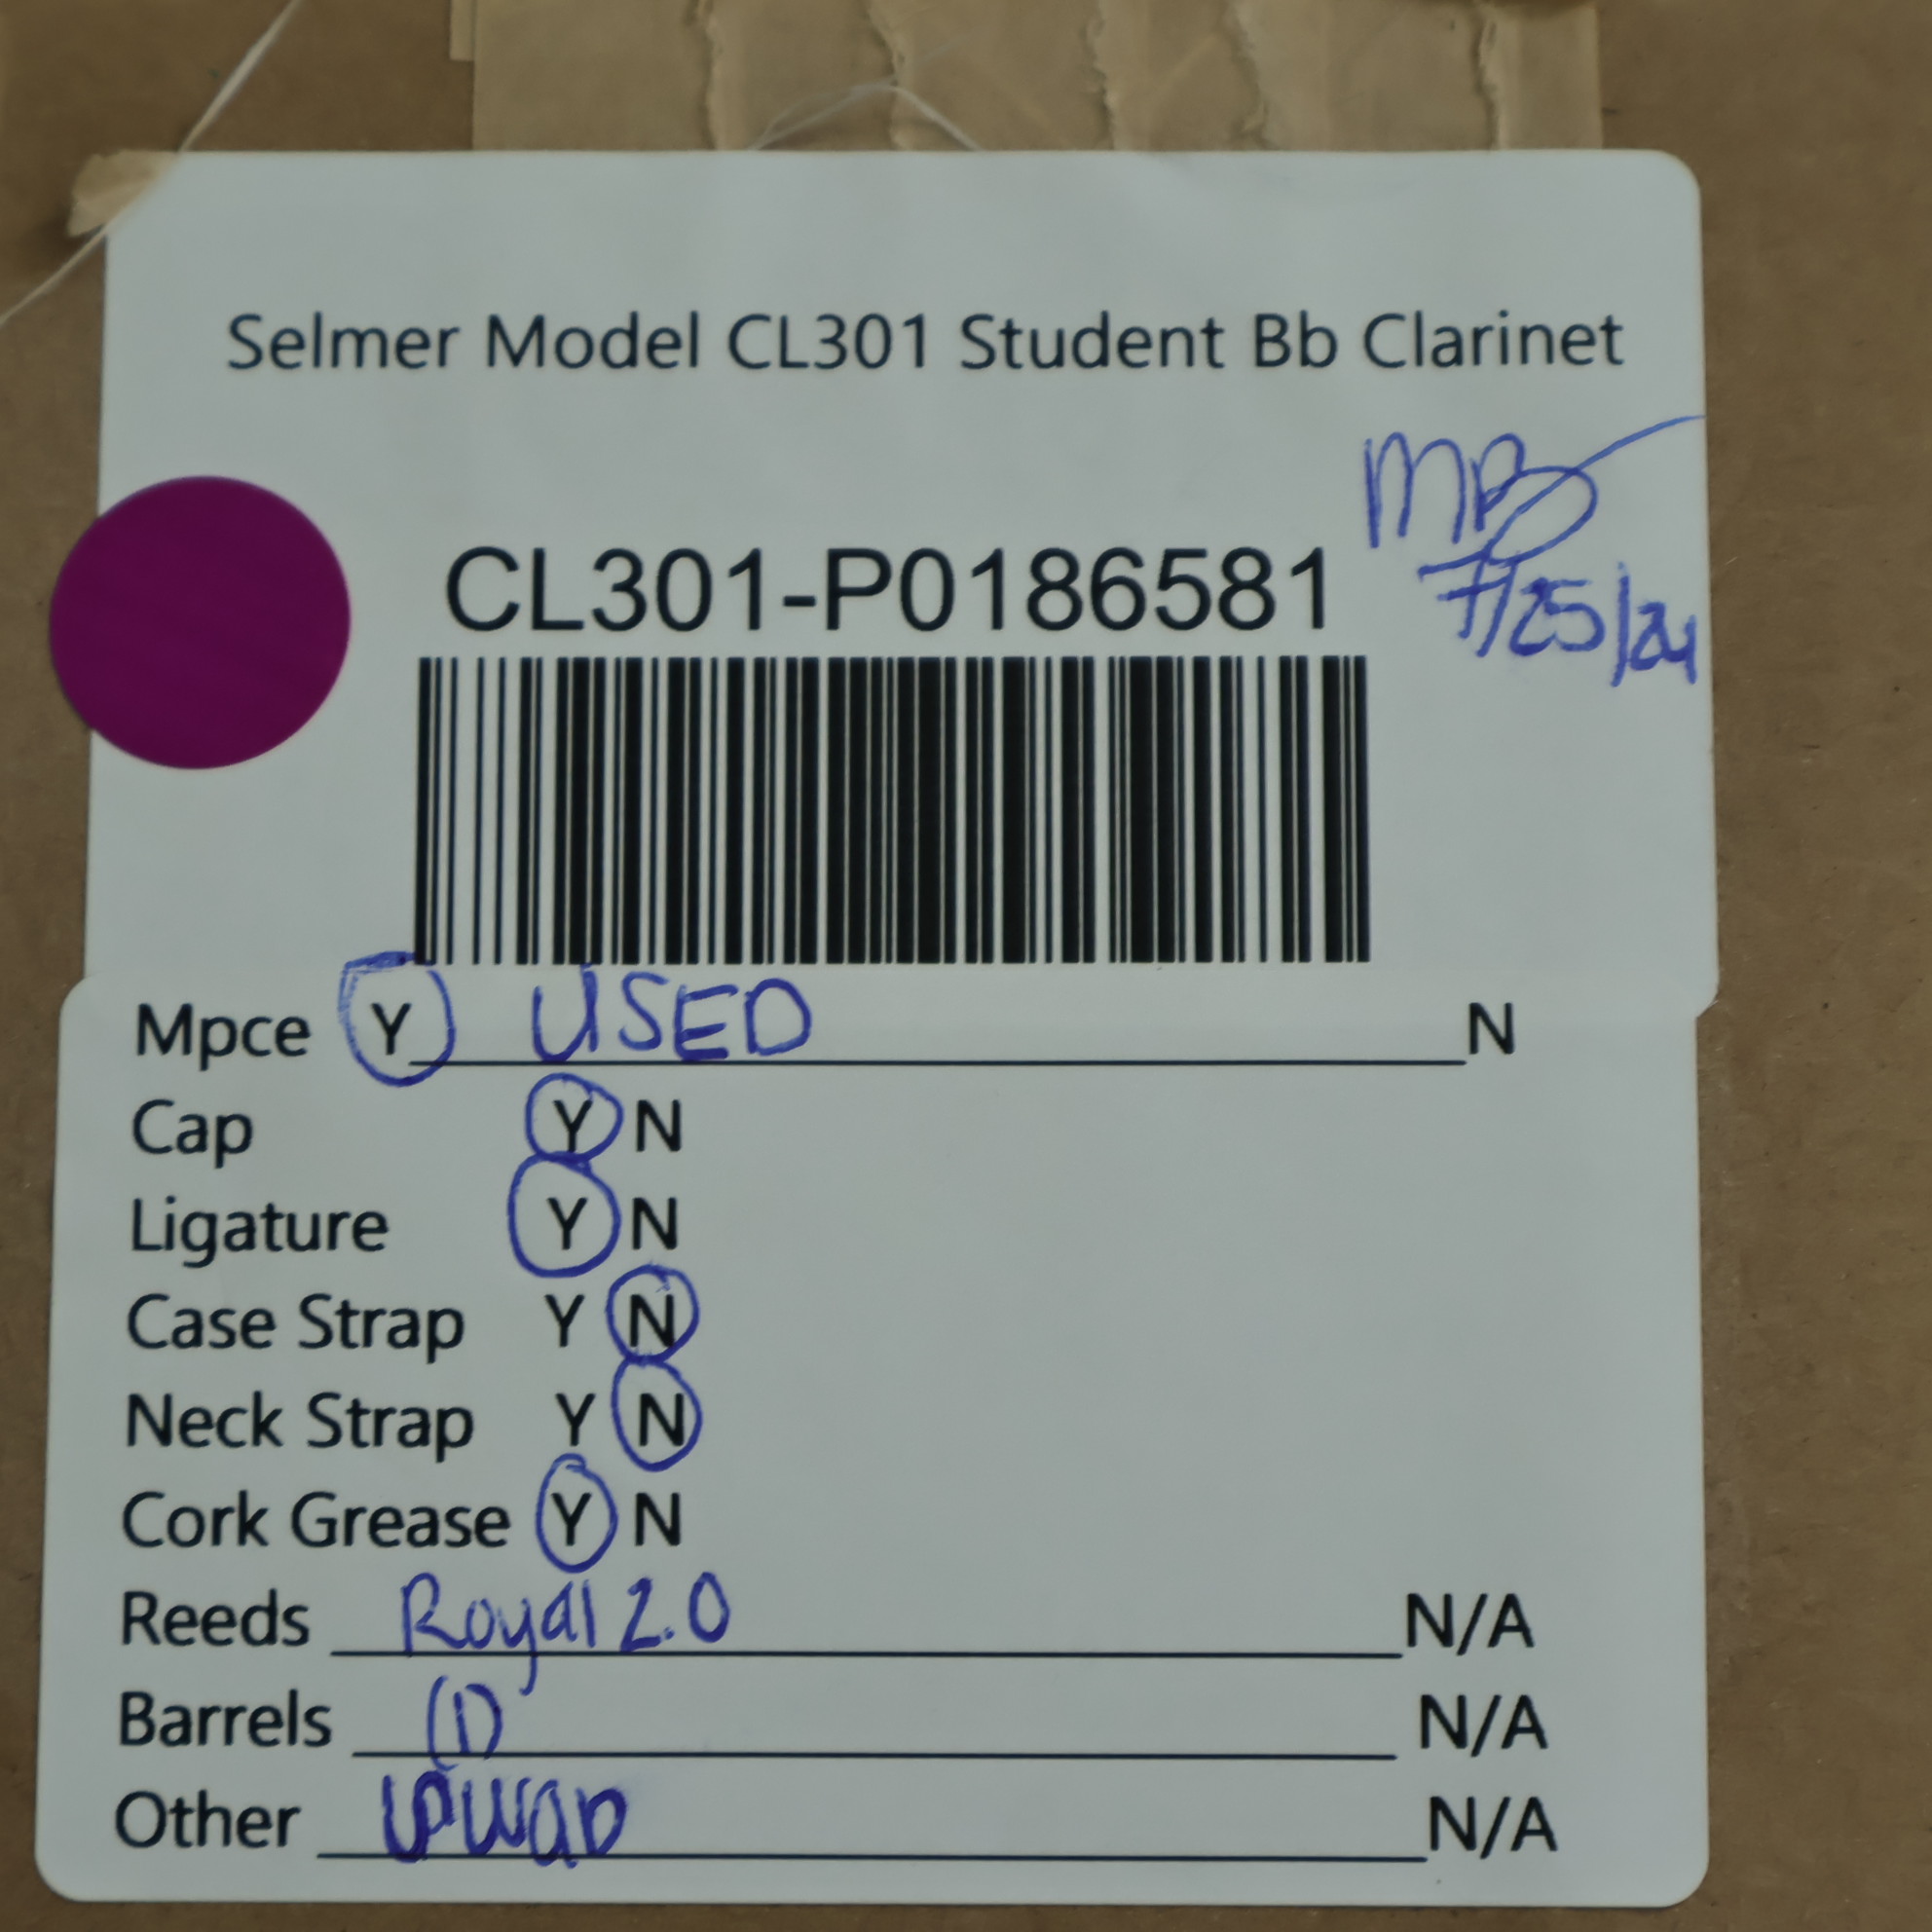 Selmer Model CL301 Student Bb Clarinet
MB
7/25/24
CL301-P0186581
Mpce Y USED N
Cap Y N
Ligature Y N
Case Strap Y N
Neck Strap Y N
Cork Grease Y N
Reeds Royal 2.0 N/A
Barrels (1) N/A
Other N/A